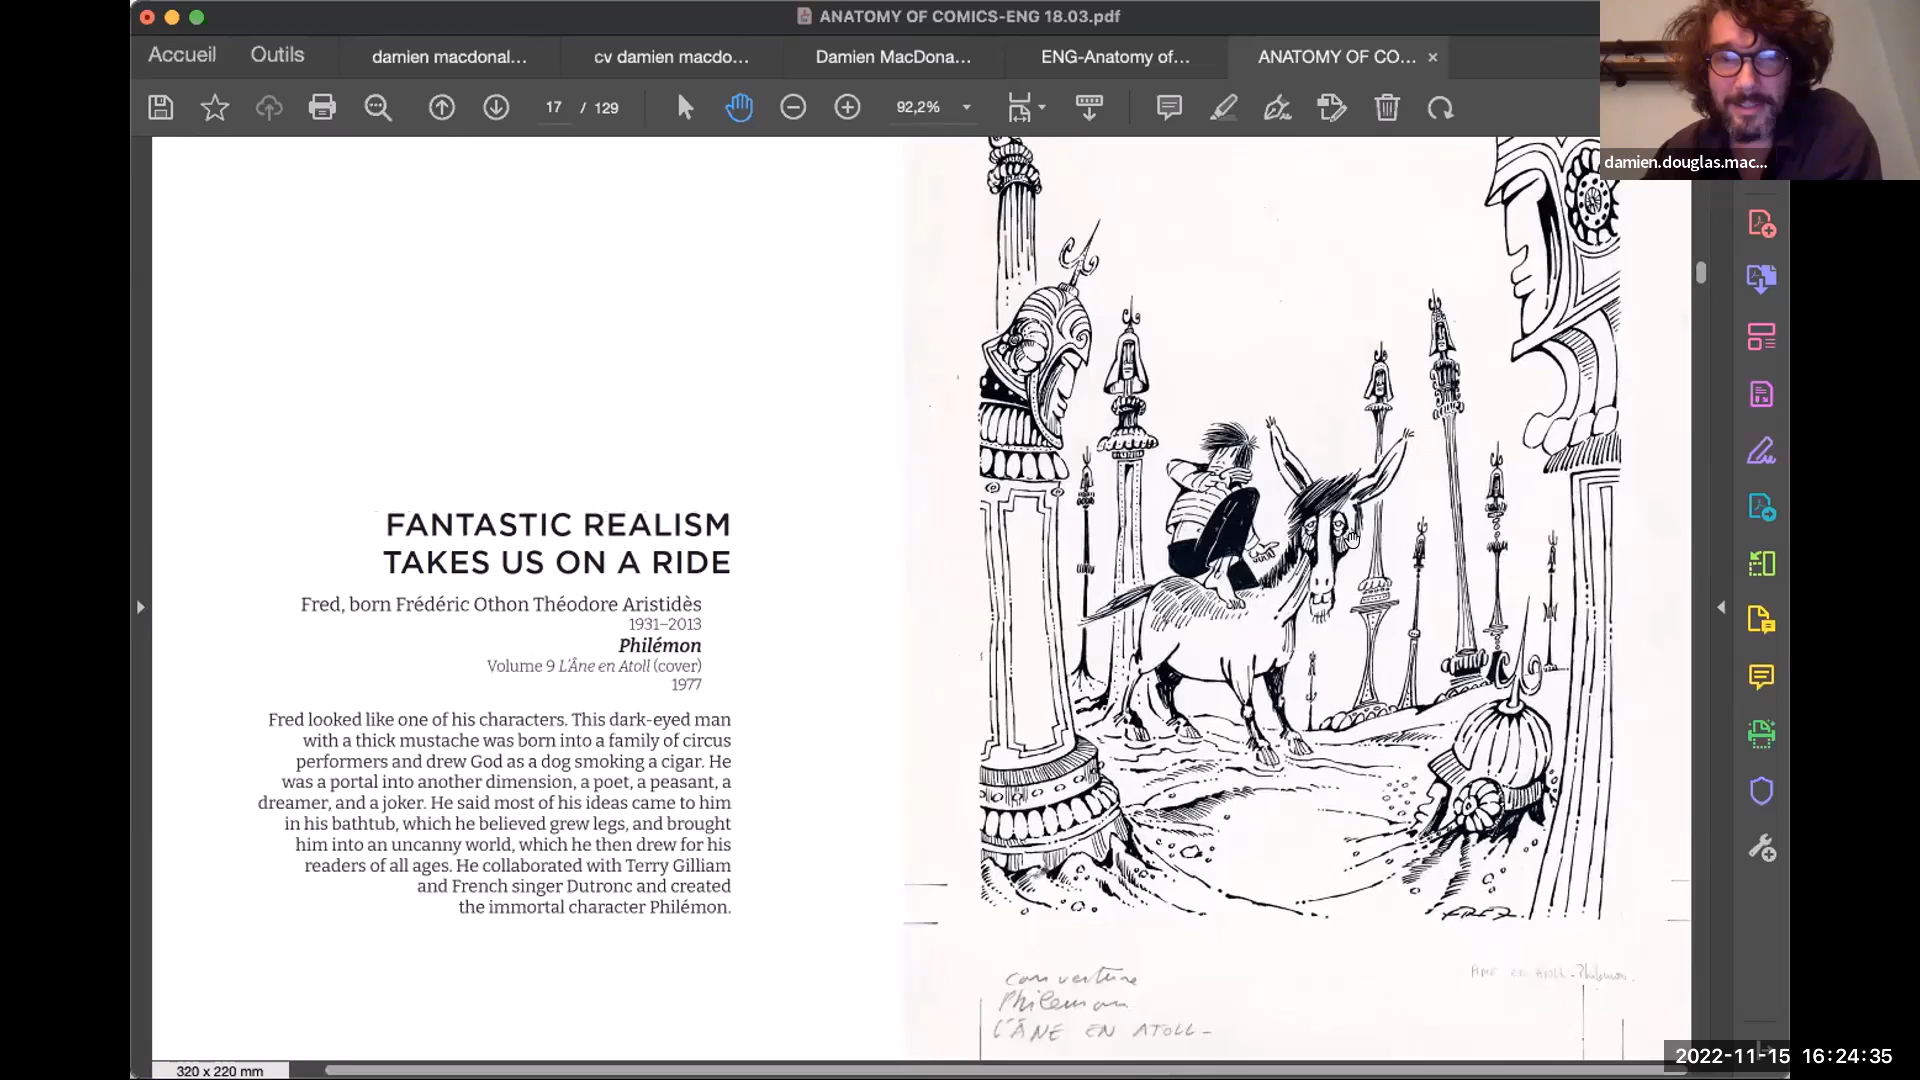 ANATOMY OF COMICS-ENG 18.03.pdf
Accueil Outils damien macdonal... cv damien macdo... Damien MacDona... ENG-Anatomy of... ANATOMY OF CO... ×
17 / 129 92,2%
damien.douglas.mac...
FANTASTIC REALISM
TAKES US ON A RIDE
Fred, born Frédéric Othon Théodore Aristidès
1931–2013
Philémon
Volume 9 L'Âne en Atoll (cover)
1977
Fred looked like one of his characters. This dark-eyed man
with a thick mustache was born into a family of circus
performers and drew God as a dog smoking a cigar. He
was a portal into another dimension, a poet, a peasant, a
dreamer, and a joker. He said most of his ideas came to him
in his bathtub, which he believed grew legs, and brought
him into an uncanny world, which he then drew for his
readers of all ages. He collaborated with Terry Gilliam
and French singer Dutronc and created
the immortal character Philémon.
FRED
couverture
Philemon
L'ÂNE EN ATOLL -
320 x 220 mm
2022-11-15 16:24:35